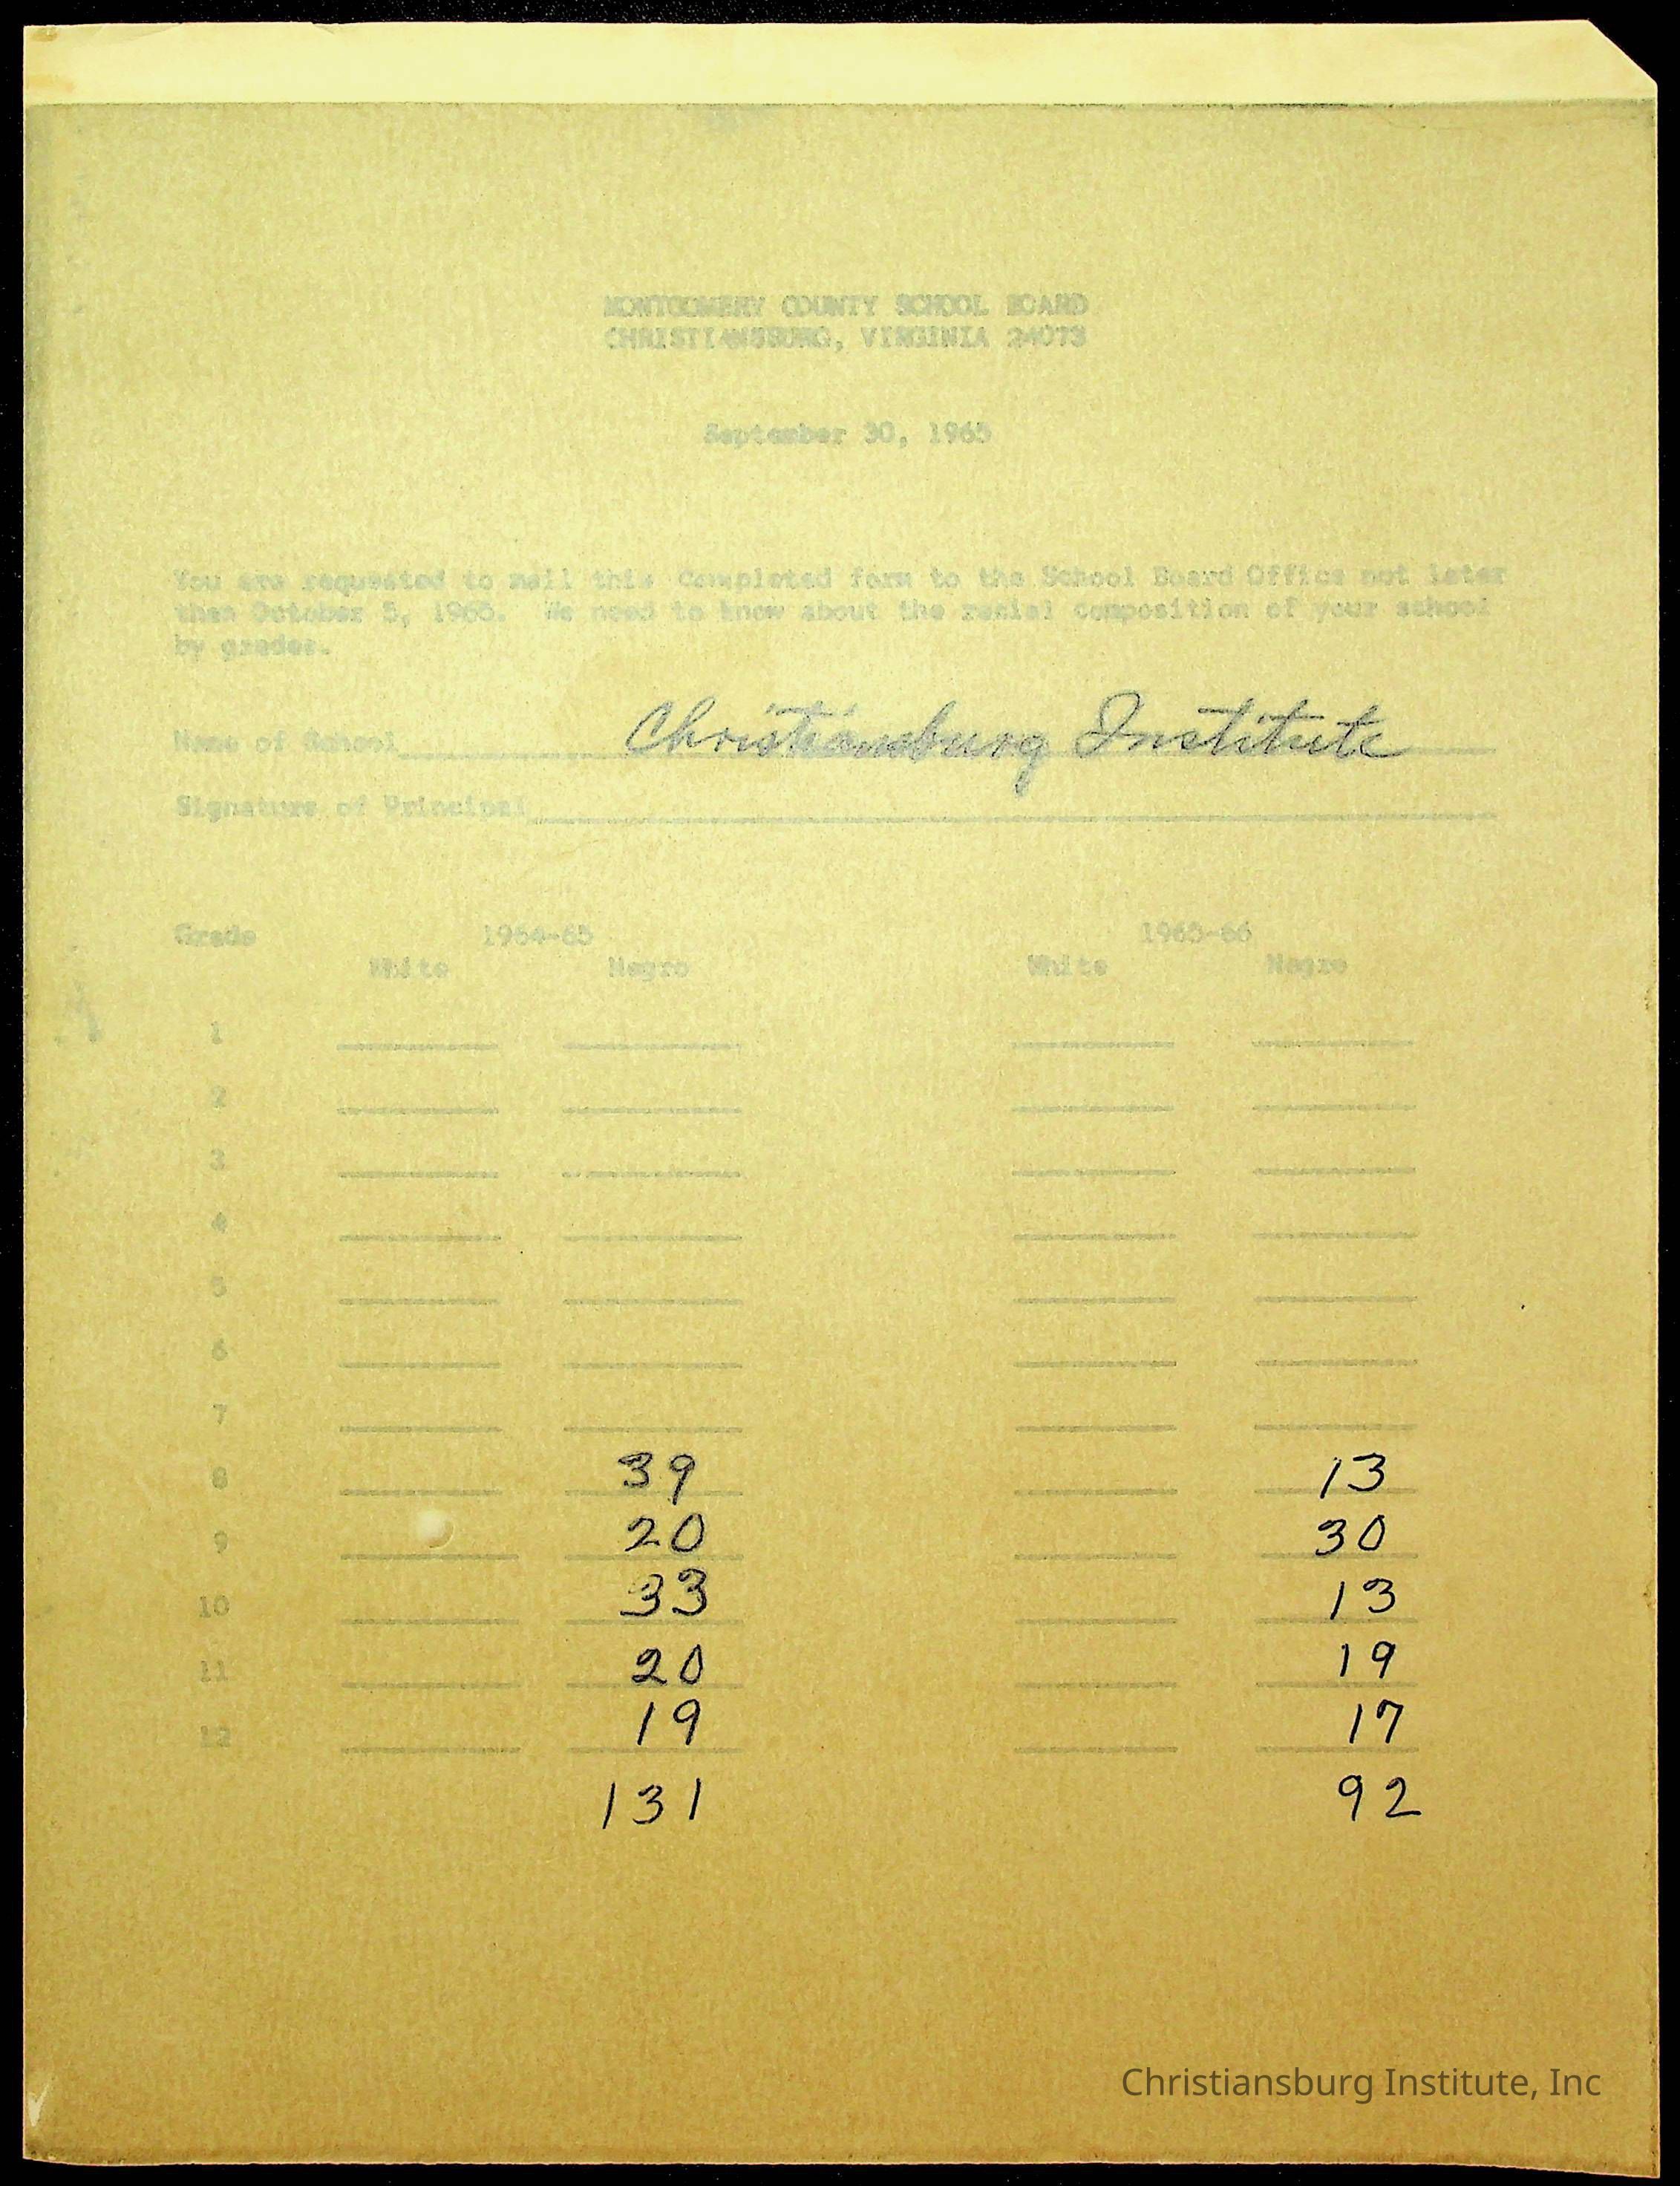 MONTGOMERY COUNTY SCHOOL BOARD
CHRISTIANSBURG, VIRGINIA 24073
September 30, 1965
You are requested to mail this completed form to the School Board Office not later
than October 5, 1965. We need to know about the racial composition of your school
by grades.
Name of School Christiansburg Institute
Signature of Principal
Grade 1964-65 1965-66
White Negro White Negro
1
2
3
4
5
6
7
8 39 13
9 20 30
10 33 13
11 20 19
12 19 17
131 92
Christiansburg Institute, Inc